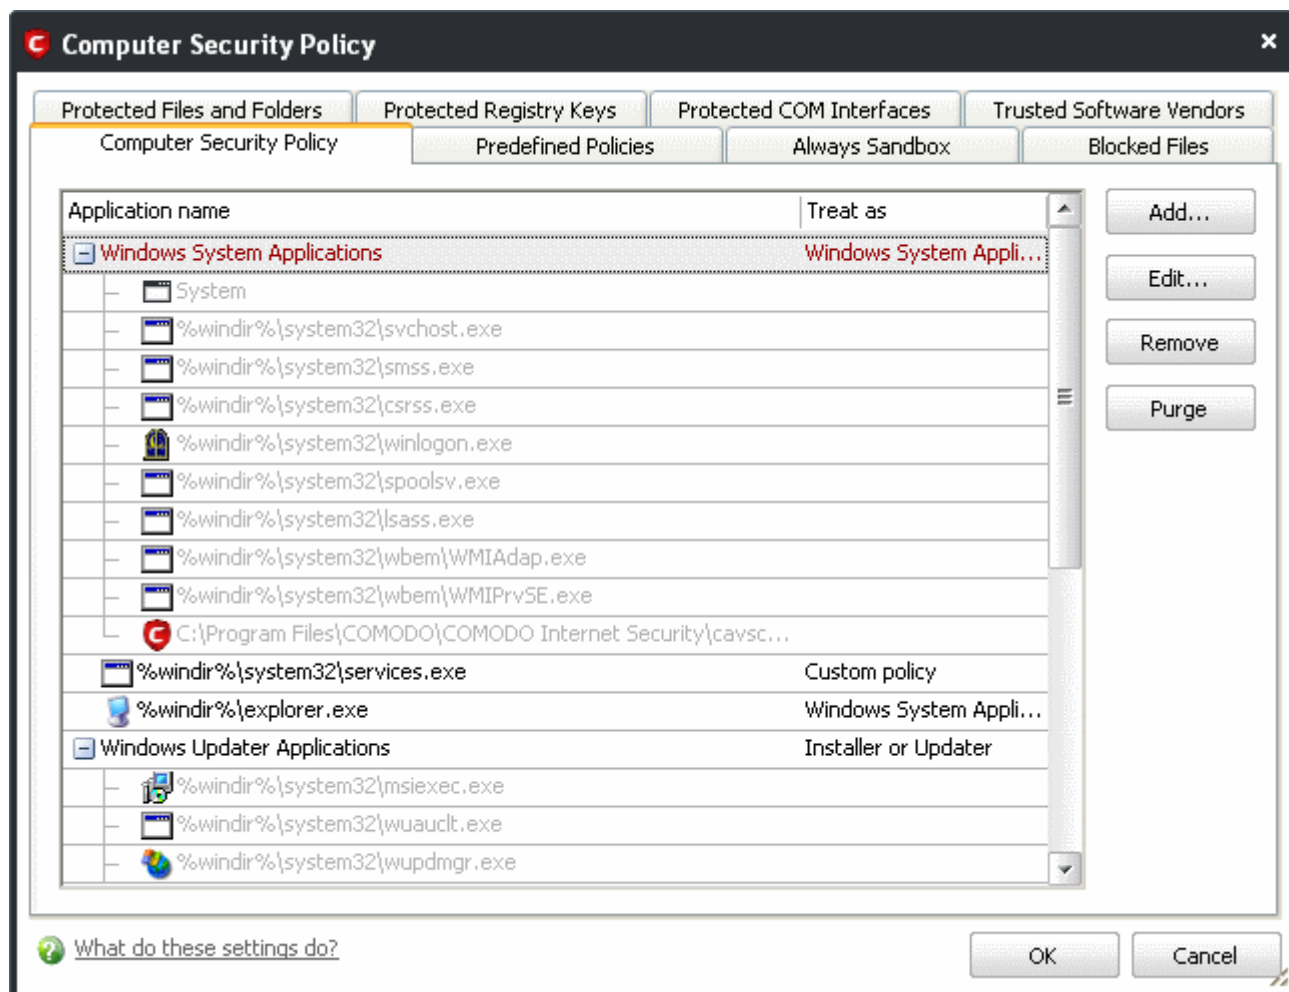 Computer Security Policy
Protected Files and Folders Protected Registry Keys Protected COM Interfaces Trusted Software Vendors
Computer Security Policy Predefined Policies Always Sandbox Blocked Files
Application name Treat as
Add...
Windows System Applications Windows System Appli...
Edit...
System
%windir%\system32\svchost.exe
Remove
%windir%\system32\smss.exe
%windir%\system32\csrss.exe
Purge
%windir%\system32\winlogon.exe
%windir%\system32\spoolsv.exe
%windir%\system32\lsass.exe
%windir%\system32\wbem\WMIAdap.exe
%windir%\system32\wbem\WMIPrvSE.exe
C:\Program Files\COMODO\COMODO Internet Security\cavsc...
%windir%\system32\services.exe Custom policy
%windir%\explorer.exe Windows System Appli...
Windows Updater Applications Installer or Updater
%windir%\system32\msiexec.exe
%windir%\system32\wuauclt.exe
%windir%\system32\wupdmgr.exe
What do these settings do?
OK Cancel